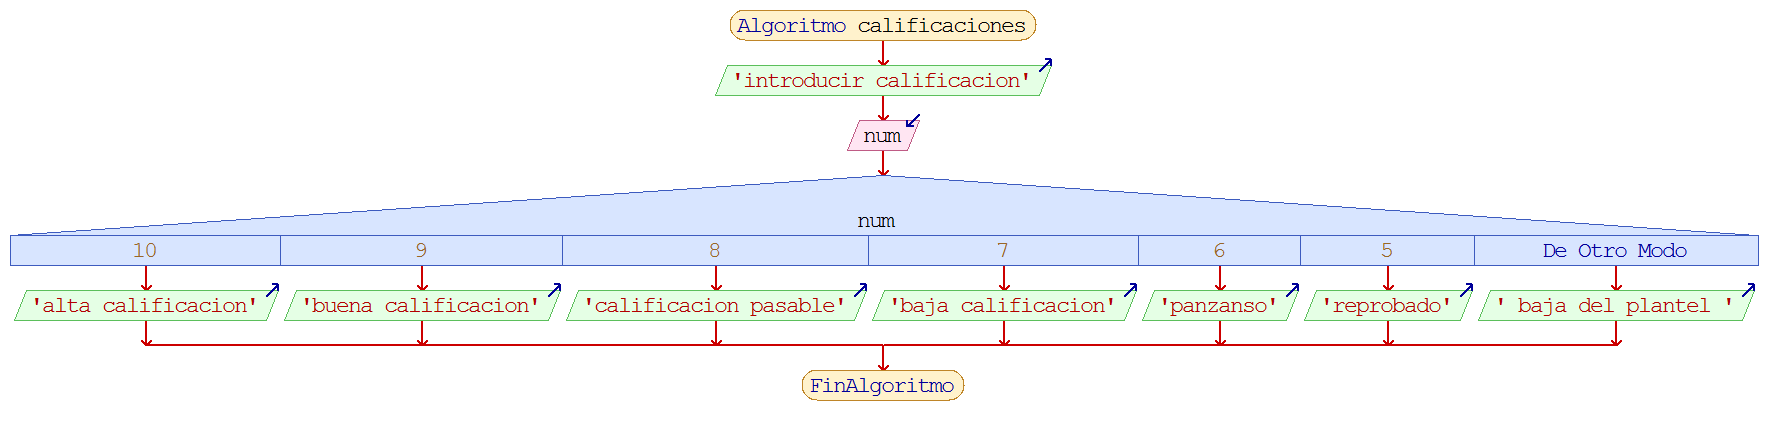 Algoritmo calificaciones
'introducir calificacion'
num
num
10 9 8 7 6 5 De Otro Modo
'alta calificacion' 'buena calificacion' 'calificacion pasable' 'baja calificacion' 'panzanso' 'reprobado' ' baja del plantel '
FinAlgoritmo